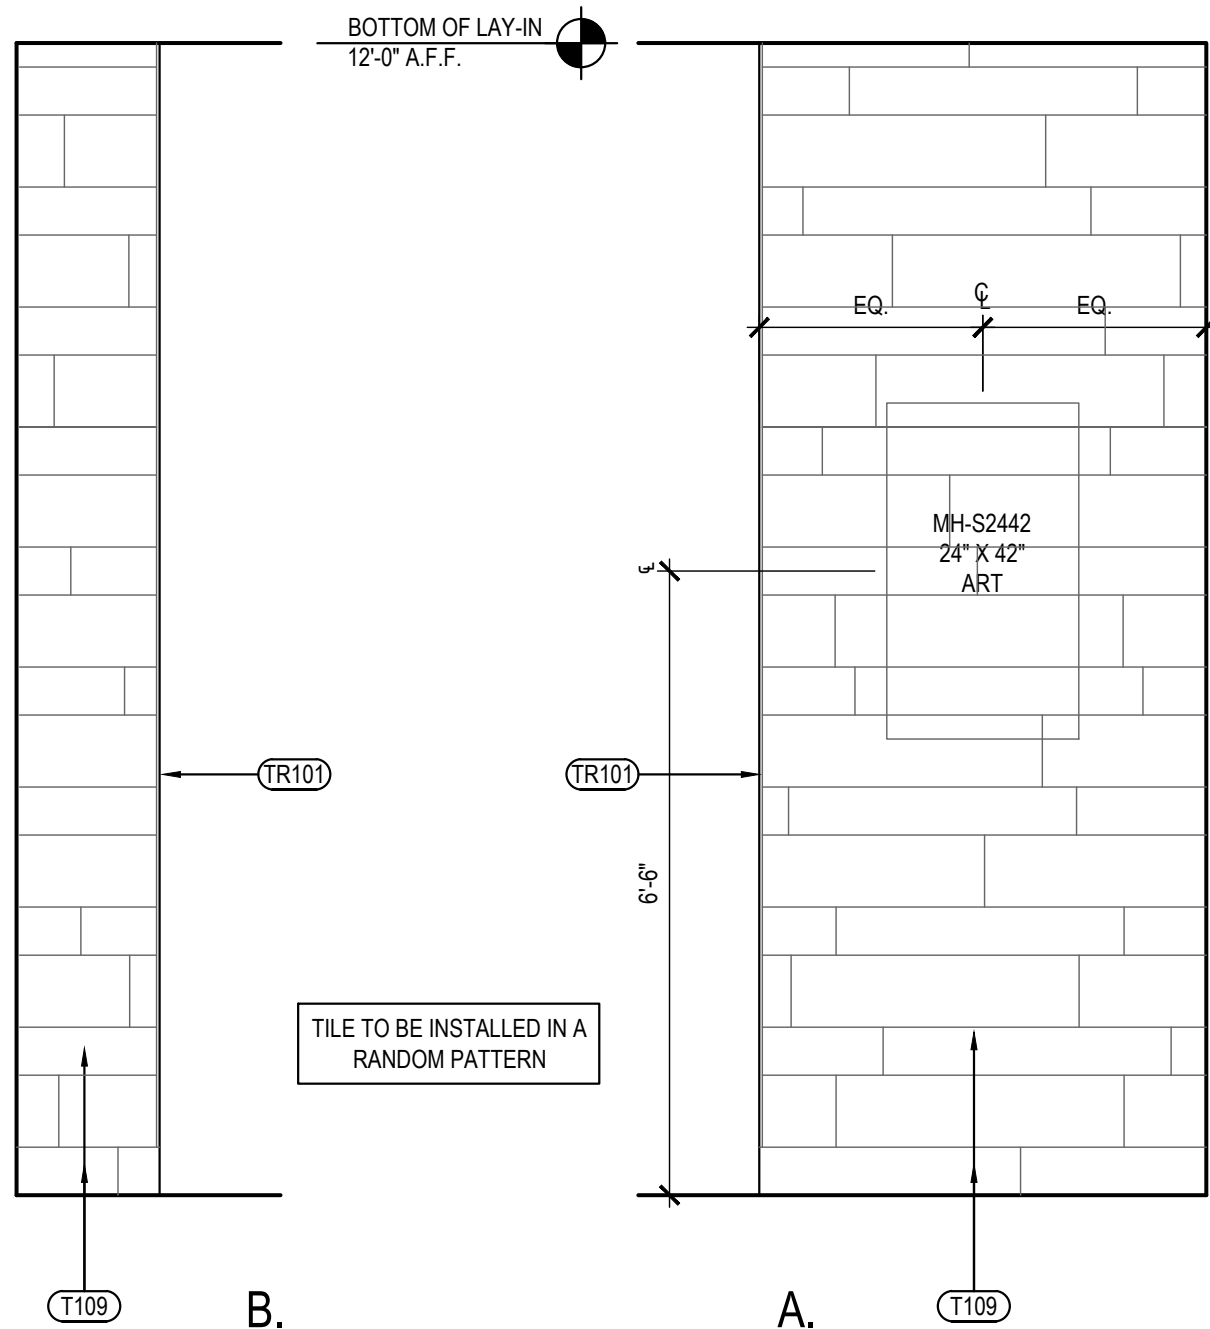 BOTTOM OF LAY-IN
12'-0" A.F.F.
EQ.
℄
EQ.
MH-S2442
24" X 42"
ART
℄
TR101
TR101
6'-6"
TILE TO BE INSTALLED IN A
RANDOM PATTERN
T109
B.
A.
T109